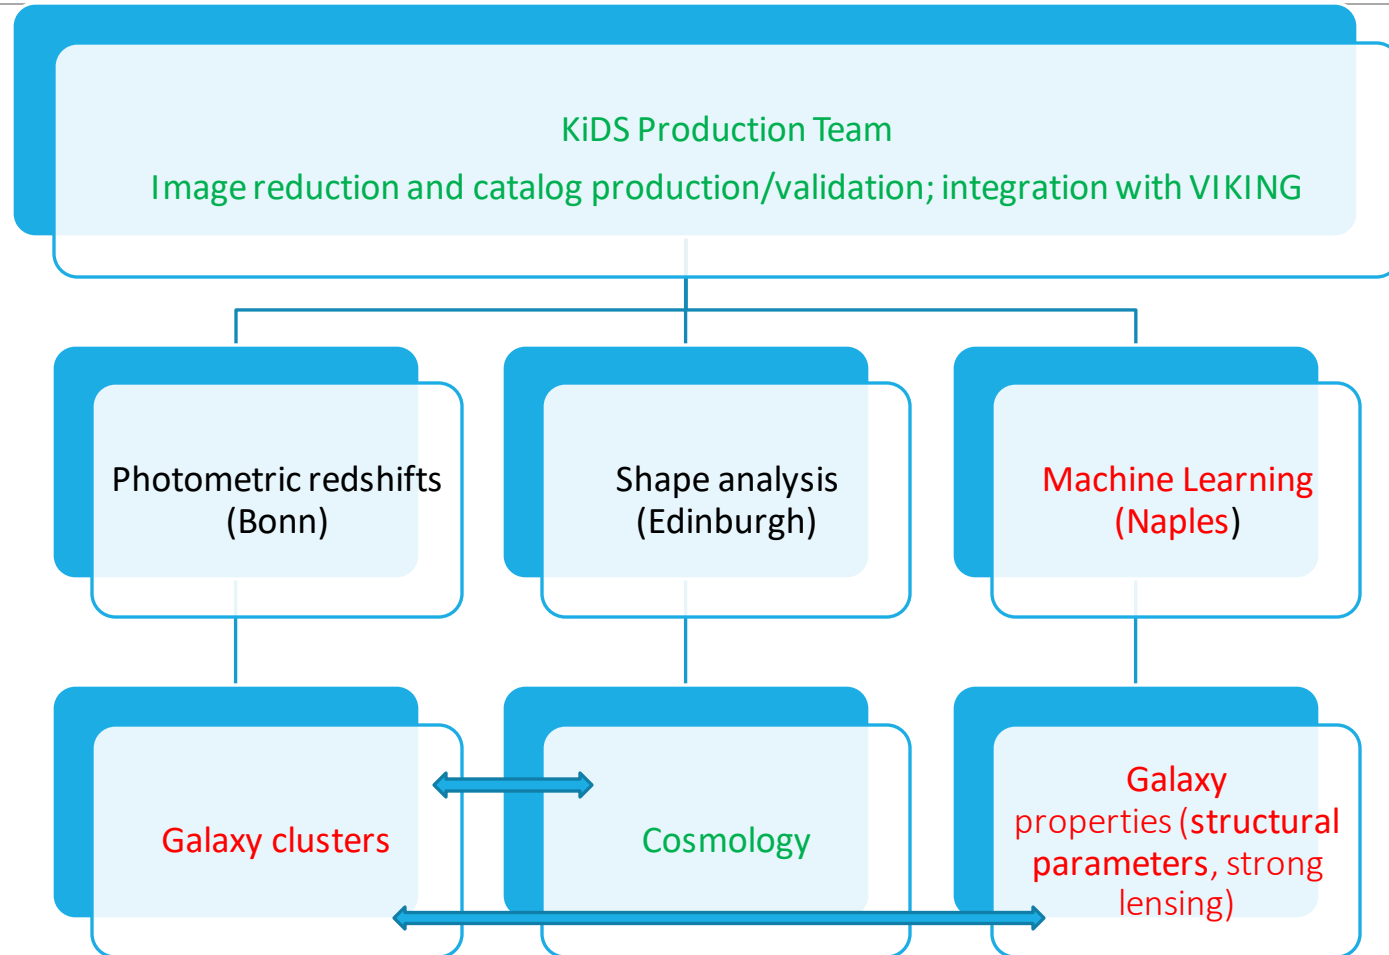 KiDS Production Team
Image reduction and catalog production/validation; integration with VIKING
Photometric redshifts
(Bonn)
Shape analysis
(Edinburgh)
Machine Learning
(Naples)
Galaxy clusters
Cosmology
Galaxy
properties (structural
parameters, strong
lensing)